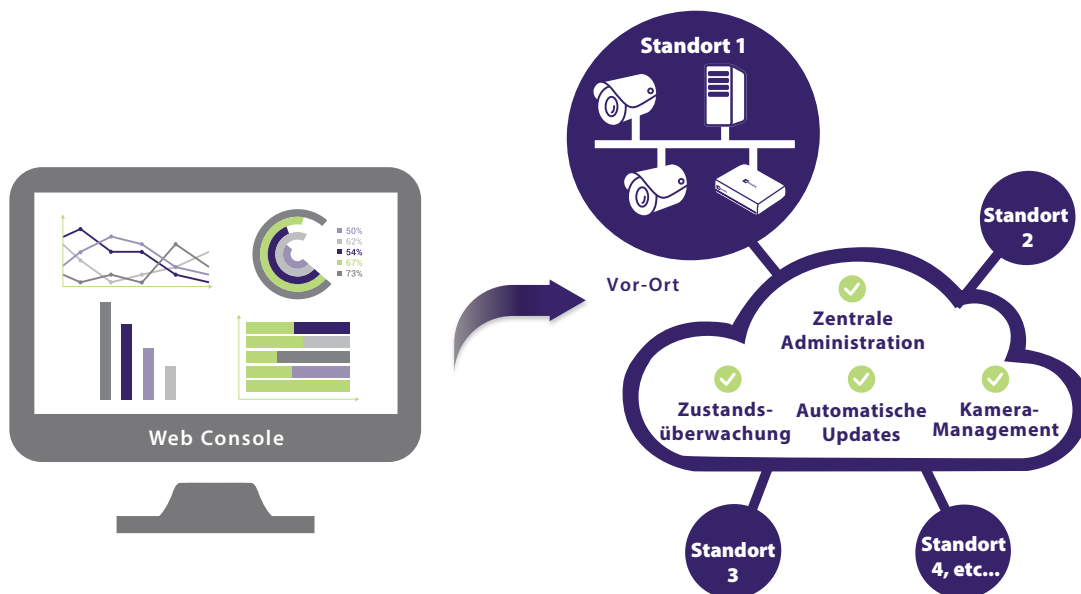 Standort 1
Standort
2
Vor-Ort
50%
62%
54%
67%
73%
Web Console
Zentrale
Administration
Zustands-
überwachung
Automatische
Updates
Kamera-
Management
Standort
3
Standort
4, etc...